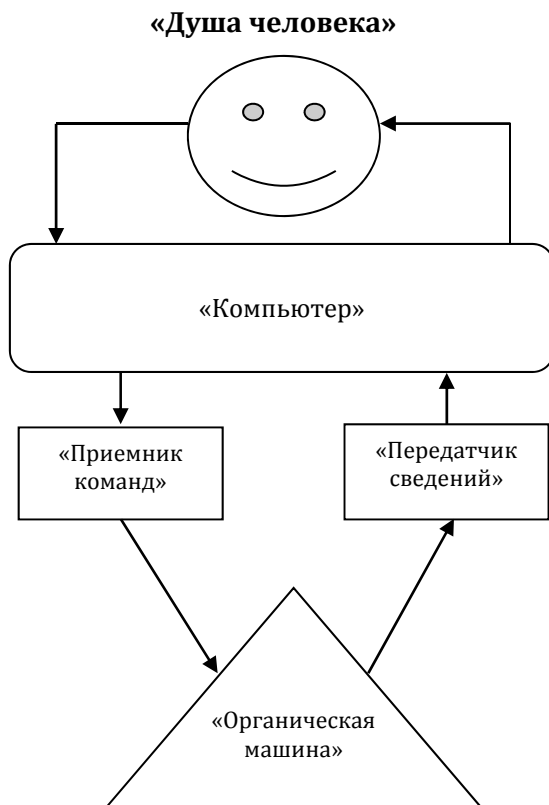 «Душа человека»
«Компьютер»
«Приемник
команд»
«Передатчик
сведений»
«Органическая
машина»